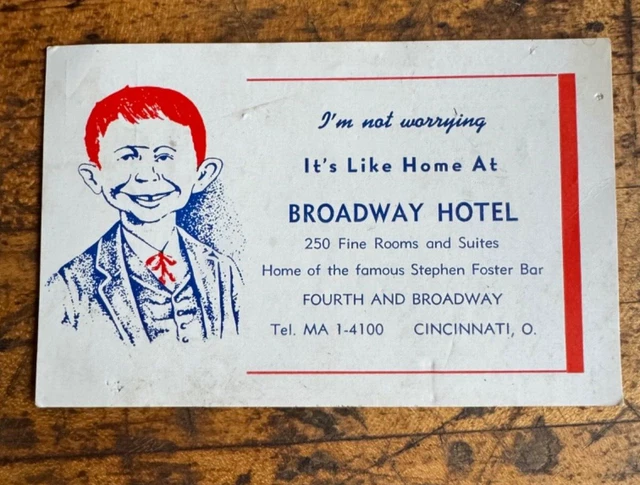 I'm not worrying
It's Like Home At
BROADWAY HOTEL
250 Fine Rooms and Suites
Home of the famous Stephen Foster Bar
FOURTH AND BROADWAY
Tel. MA 1-4100 CINCINNATI, O.